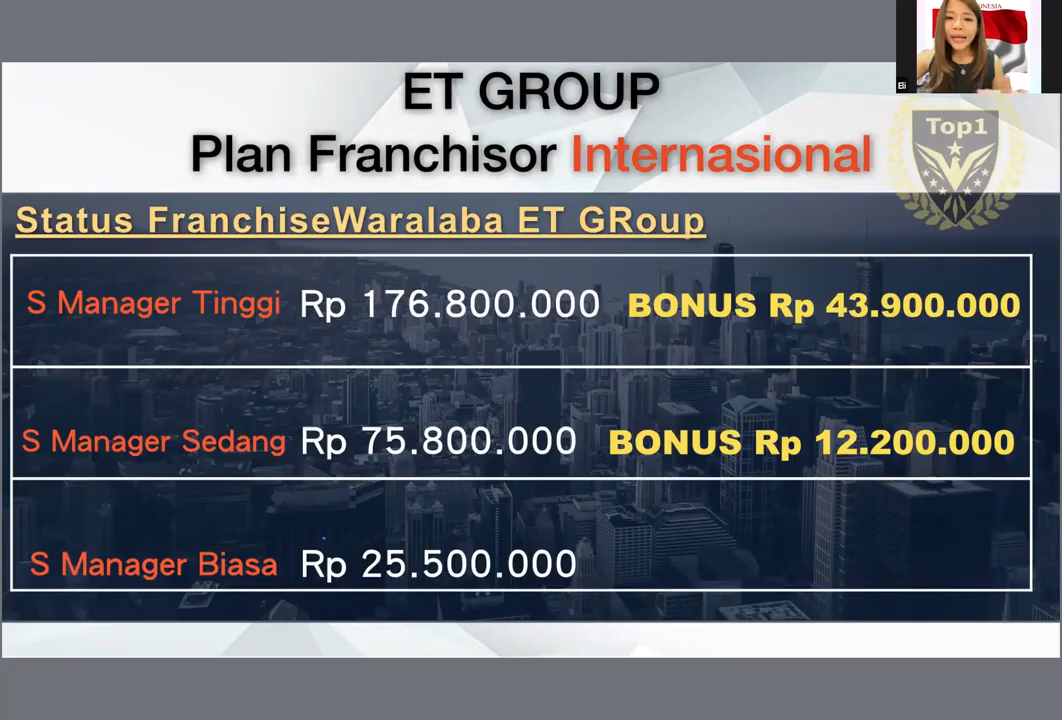 ONESIA
Eli
ET GROUP
Plan Franchisor Internasional
Top1
Status FranchiseWaralaba ET GRoup
S Manager Tinggi Rp 176.800.000 BONUS Rp 43.900.000
S Manager Sedang Rp 75.800.000 BONUS Rp 12.200.000
S Manager Biasa Rp 25.500.000